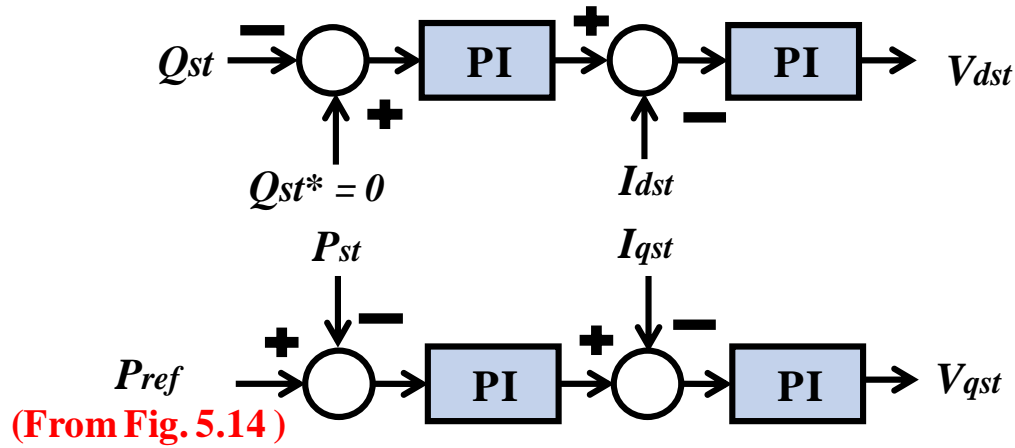 Qst − + PI + − PI Vdst
Qst* = 0 Idst
Pst Iqst
Pref + − PI + − PI Vqst
(From Fig. 5.14 )